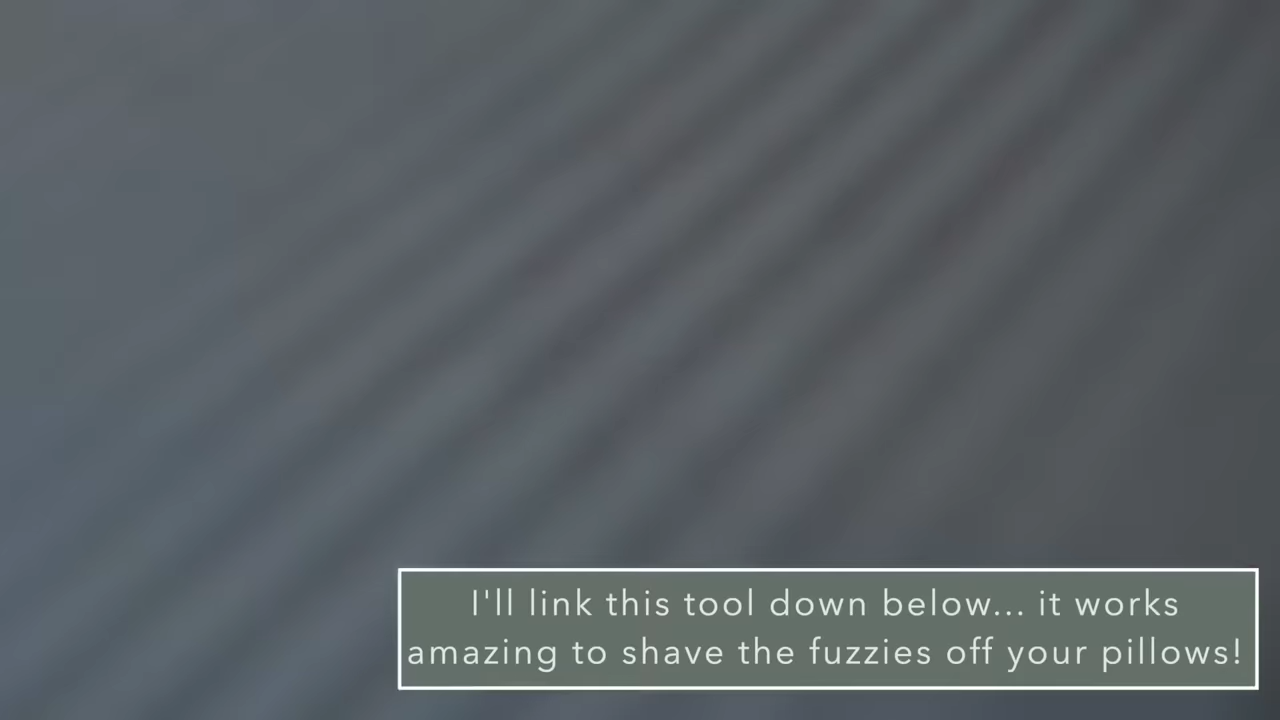 I'll link this tool down below... it works
amazing to shave the fuzzies off your pillows!